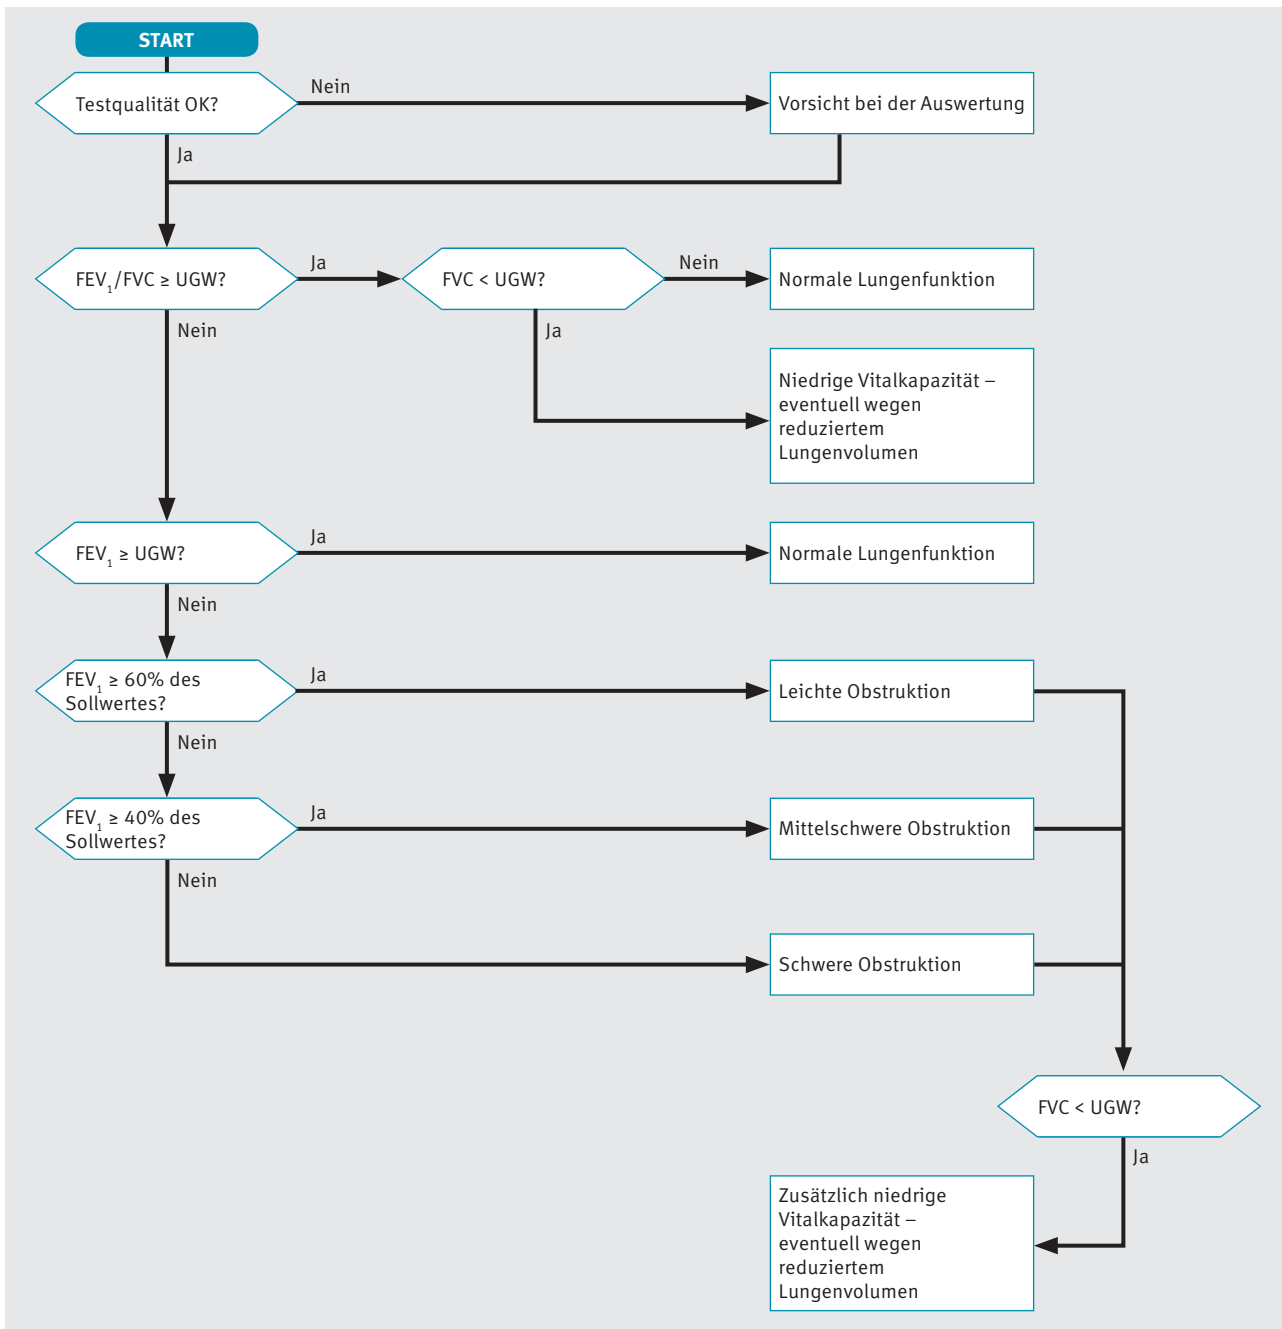 START
Testqualität OK?
Nein
Vorsicht bei der Auswertung
Ja
FEV₁/FVC ≥ UGW?
Ja
FVC < UGW?
Nein
Normale Lungenfunktion
Nein
Ja
Niedrige Vitalkapazität –
eventuell wegen
reduziertem
Lungenvolumen
FEV₁ ≥ UGW?
Ja
Normale Lungenfunktion
Nein
FEV₁ ≥ 60% des
Sollwertes?
Ja
Leichte Obstruktion
Nein
FEV₁ ≥ 40% des
Sollwertes?
Ja
Mittelschwere Obstruktion
Nein
Schwere Obstruktion
FVC < UGW?
Ja
Zusätzlich niedrige
Vitalkapazität –
eventuell wegen
reduziertem
Lungenvolumen